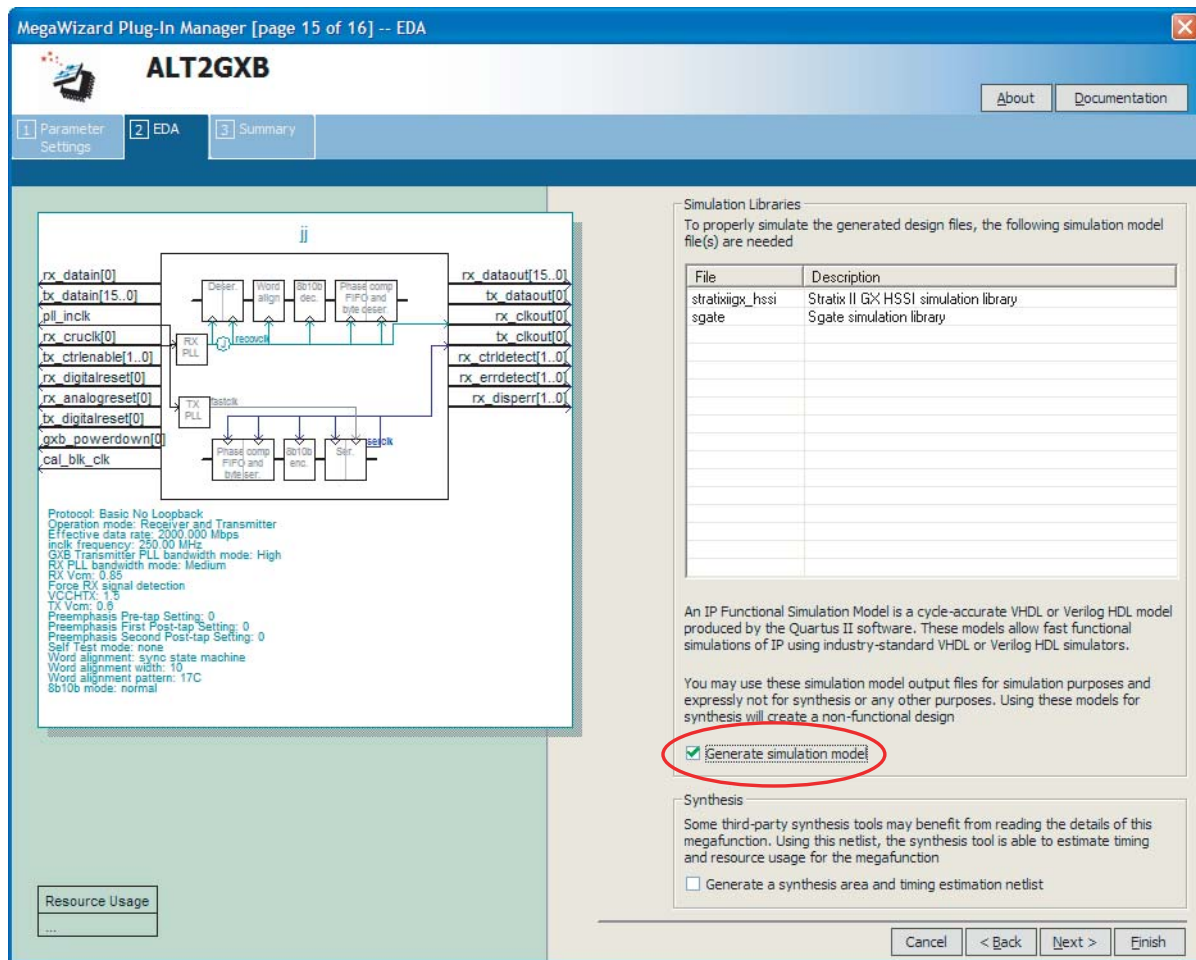 MegaWizard Plug-In Manager [page 15 of 16] -- EDA
ALT2GXB
About
Documentation
1 Parameter
Settings
2 EDA
3 Summary
jj
rx_datain[0]
tx_datain[15..0]
pll_inclk
rx_cruclk[0]
tx_ctrlenable[1..0]
rx_digitalreset[0]
rx_analogreset[0]
tx_digitalreset[0]
gxb_powerdown[0]
cal_blk_clk
Deser.
Word
align
8b10b
dec.
Phase comp
FIFO and
byte deser.
RX
PLL
recovclk
TX
PLL
fastclk
Phase comp
FIFO and
byte ser.
8b10b
enc.
Ser.
serclk
rx_dataout[15..0]
tx_dataout[0]
rx_clkout[0]
tx_clkout[0]
rx_ctrldetect[1..0]
rx_errdetect[1..0]
rx_disperr[1..0]
Protocol: Basic No Loopback
Operation mode: Receiver and Transmitter
Effective data rate: 2000.000 Mbps
inclk frequency: 250.00 MHz
GXB Transmitter PLL bandwidth mode: High
RX PLL bandwidth mode: Medium
RX Vcm: 0.85
Force RX signal detection
VCCHTX: 1.5
TX Vcm: 0.6
Preemphasis Pre-tap Setting: 0
Preemphasis First Post-tap Setting: 0
Preemphasis Second Post-tap Setting: 0
Self Test mode: none
Word alignment: sync state machine
Word alignment width: 10
Word alignment pattern: 17C
8b10b mode: normal
Resource Usage
...
Simulation Libraries
To properly simulate the generated design files, the following simulation model
file(s) are needed
File Description
stratixiigx_hssi Stratix II GX HSSI simulation library
sgate Sgate simulation library
An IP Functional Simulation Model is a cycle-accurate VHDL or Verilog HDL model
produced by the Quartus II software. These models allow fast functional
simulations of IP using industry-standard VHDL or Verilog HDL simulators.
You may use these simulation model output files for simulation purposes and
expressly not for synthesis or any other purposes. Using these models for
synthesis will create a non-functional design
Generate simulation model
Synthesis
Some third-party synthesis tools may benefit from reading the details of this
megafunction. Using this netlist, the synthesis tool is able to estimate timing
and resource usage for the megafunction
Generate a synthesis area and timing estimation netlist
Cancel
< Back
Next >
Finish